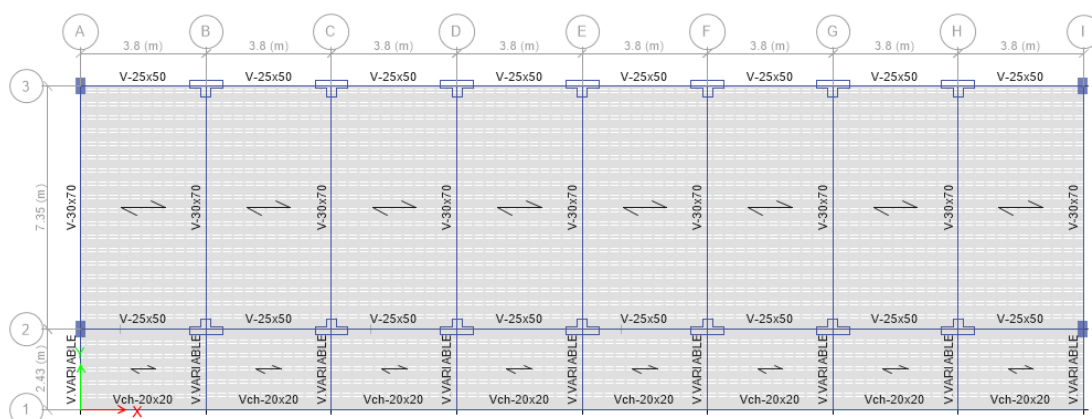 A B C D E F G H I
3.8 (m) 3.8 (m) 3.8 (m) 3.8 (m) 3.8 (m) 3.8 (m) 3.8 (m) 3.8 (m)
V-25x50 V-25x50 V-25x50 V-25x50 V-25x50 V-25x50 V-25x50 V-25x50
3
7.35 (m)
V-30x70 V-30x70 V-30x70 V-30x70 V-30x70 V-30x70 V-30x70 V-30x70 V-30x70
V-25x50 V-25x50 V-25x50 V-25x50 V-25x50 V-25x50 V-25x50 V-25x50
2
2.43 (m)
V.VARIABLE V.VARIABLE V.VARIABLE V.VARIABLE V.VARIABLE V.VARIABLE V.VARIABLE V.VARIABLE V.VARIABLE
Y
Vch-20x20 Vch-20x20 Vch-20x20 Vch-20x20 Vch-20x20 Vch-20x20 Vch-20x20 Vch-20x20
1
X